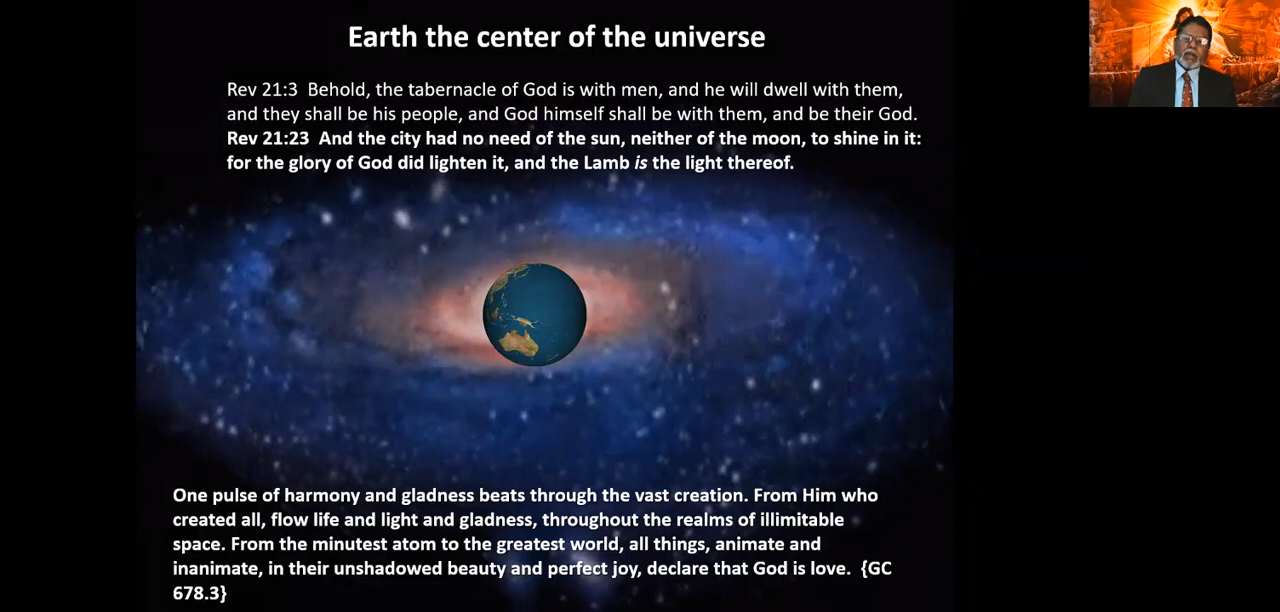 Earth the center of the universe
Rev 21:3  Behold, the tabernacle of God is with men, and he will dwell with them,
and they shall be his people, and God himself shall be with them, and be their God.
Rev 21:23  And the city had no need of the sun, neither of the moon, to shine in it:
for the glory of God did lighten it, and the Lamb is the light thereof.
One pulse of harmony and gladness beats through the vast creation. From Him who
created all, flow life and light and gladness, throughout the realms of illimitable
space. From the minutest atom to the greatest world, all things, animate and
inanimate, in their unshadowed beauty and perfect joy, declare that God is love.  {GC
678.3}